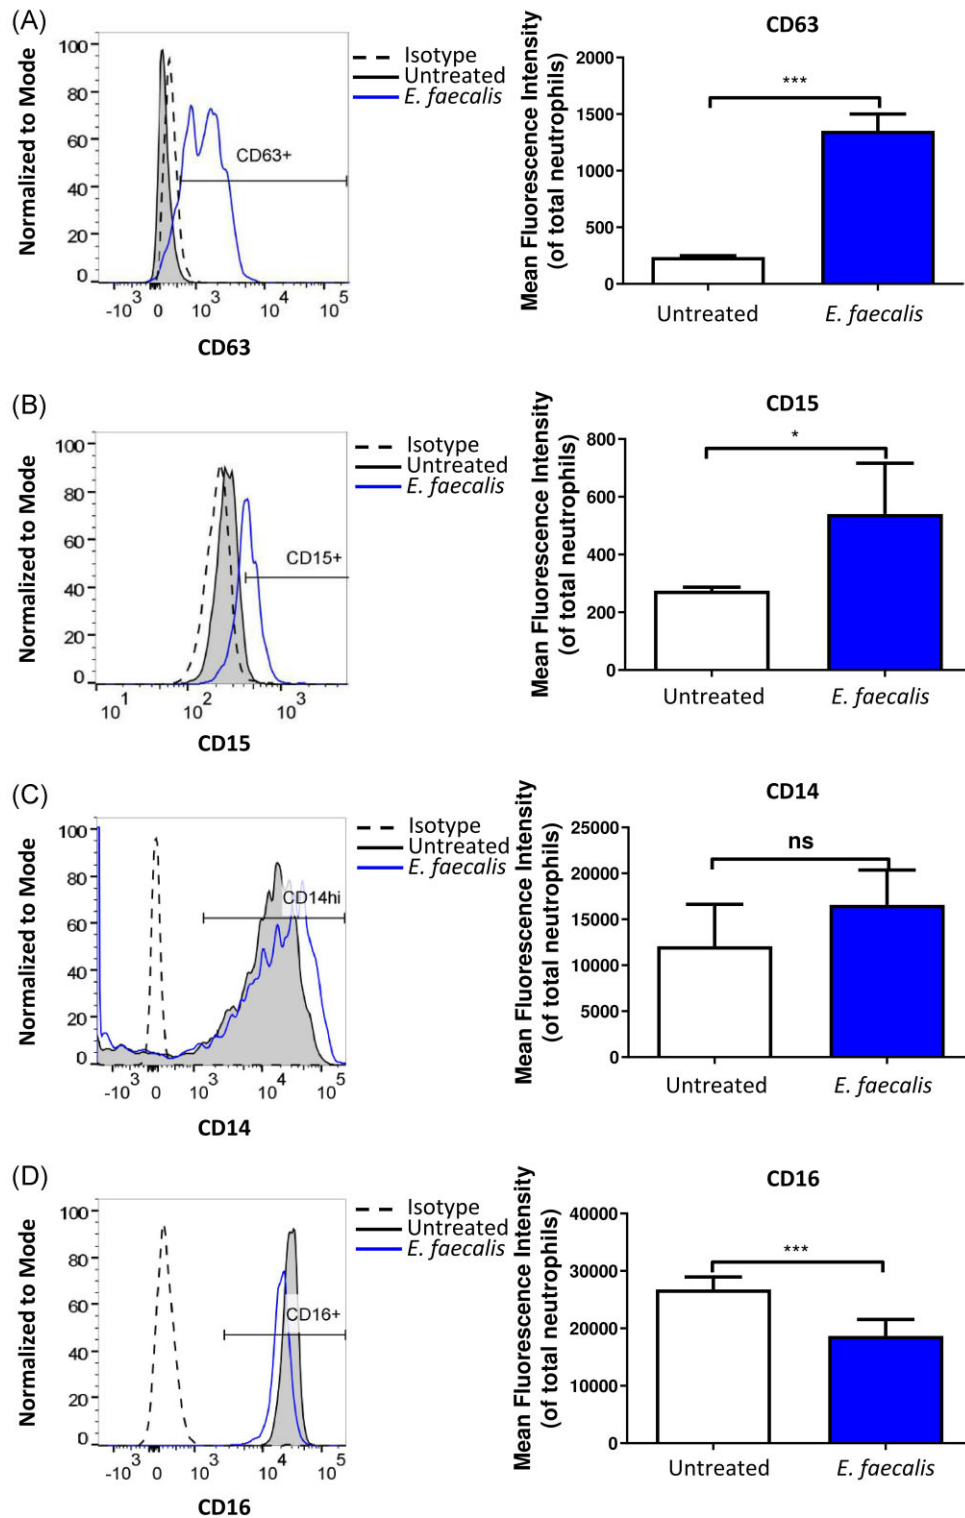 (A)
Normalized to Mode
100
80
60
40
20
0
CD63+
-10 3 0 10 3 10 4 10 5
CD63
Isotype
Untreated
E. faecalis
CD63
Mean Fluorescence Intensity
(of total neutrophils)
2000
1500
1000
500
0
***
Untreated E. faecalis
(B)
Normalized to Mode
100
80
60
40
20
0
CD15+
10 1 10 2 10 3
CD15
Isotype
Untreated
E. faecalis
CD15
Mean Fluorescence Intensity
(of total neutrophils)
800
600
400
200
0
*
Untreated E. faecalis
(C)
Normalized to Mode
100
80
60
40
20
0
CD14hi
-10 3 0 10 3 10 4 10 5
CD14
Isotype
Untreated
E. faecalis
CD14
Mean Fluorescence Intensity
(of total neutrophils)
25000
20000
15000
10000
5000
0
ns
Untreated E. faecalis
(D)
Normalized to Mode
100
80
60
40
20
0
CD16+
-10 3 0 10 3 10 4 10 5
CD16
Isotype
Untreated
E. faecalis
CD16
Mean Fluorescence Intensity
(of total neutrophils)
40000
30000
20000
10000
0
***
Untreated E. faecalis